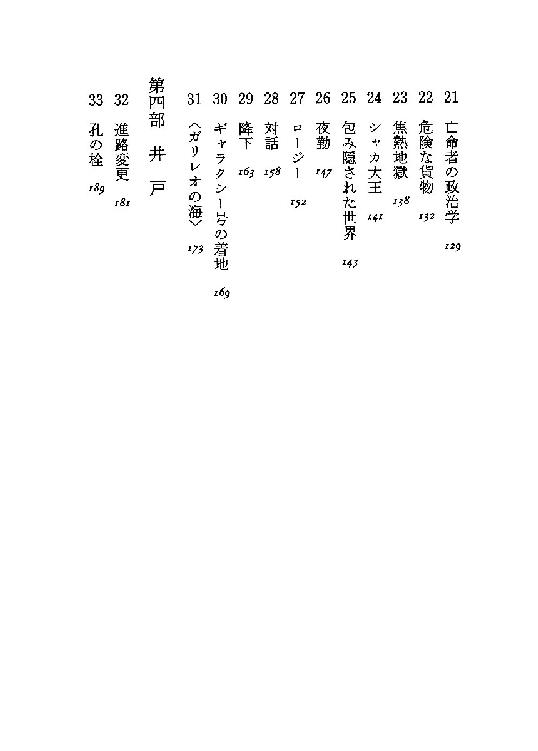 21 亡命者の政治学 129
22 危険な貨物 132
23 焦熱地獄 138
24 シャカ大王 141
25 包み隠された世界 143
26 夜勤 147
27 ロージー 152
28 対話 158
29 降下 163
30 ギャラクシー号の着地 169
31 〈ガリレオの海〉 173
第四部 井戸
32 進路変更 181
33 孔の栓 189